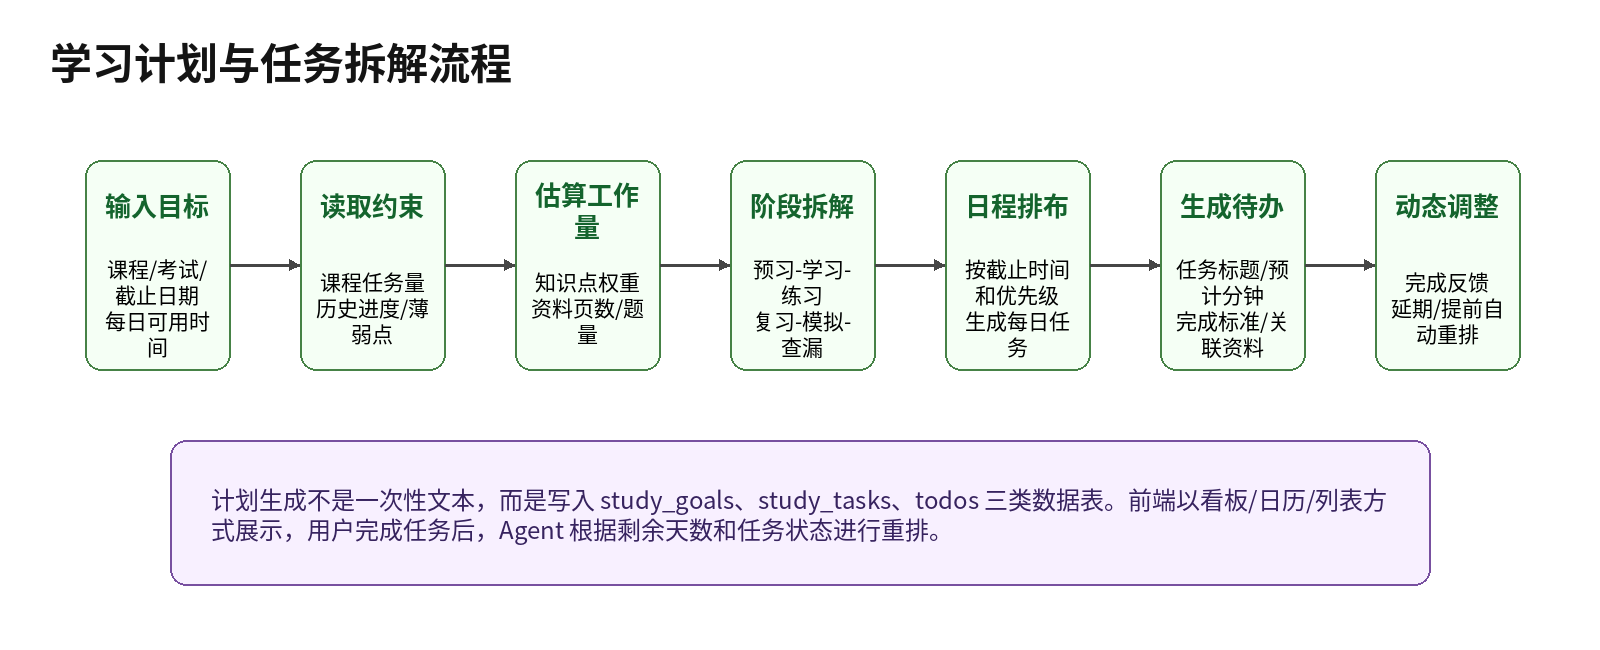 学习计划与任务拆解流程
输入目标
课程/考试/
截止日期
每日可用时
间
读取约束
课程任务量
历史进度/薄
弱点
估算工作
量
知识点权重
资料页数/题
量
阶段拆解
预习-学习-
练习
复习-模拟-
查漏
日程排布
按截止时间
和优先级
生成每日任
务
生成待办
任务标题/预
计分钟
完成标准/关
联资料
动态调整
完成反馈
延期/提前自
动重排
计划生成不是一次性文本，而是写入 study_goals、study_tasks、todos 三类数据表。前端以看板/日历/列表方
式展示，用户完成任务后，Agent 根据剩余天数和任务状态进行重排。